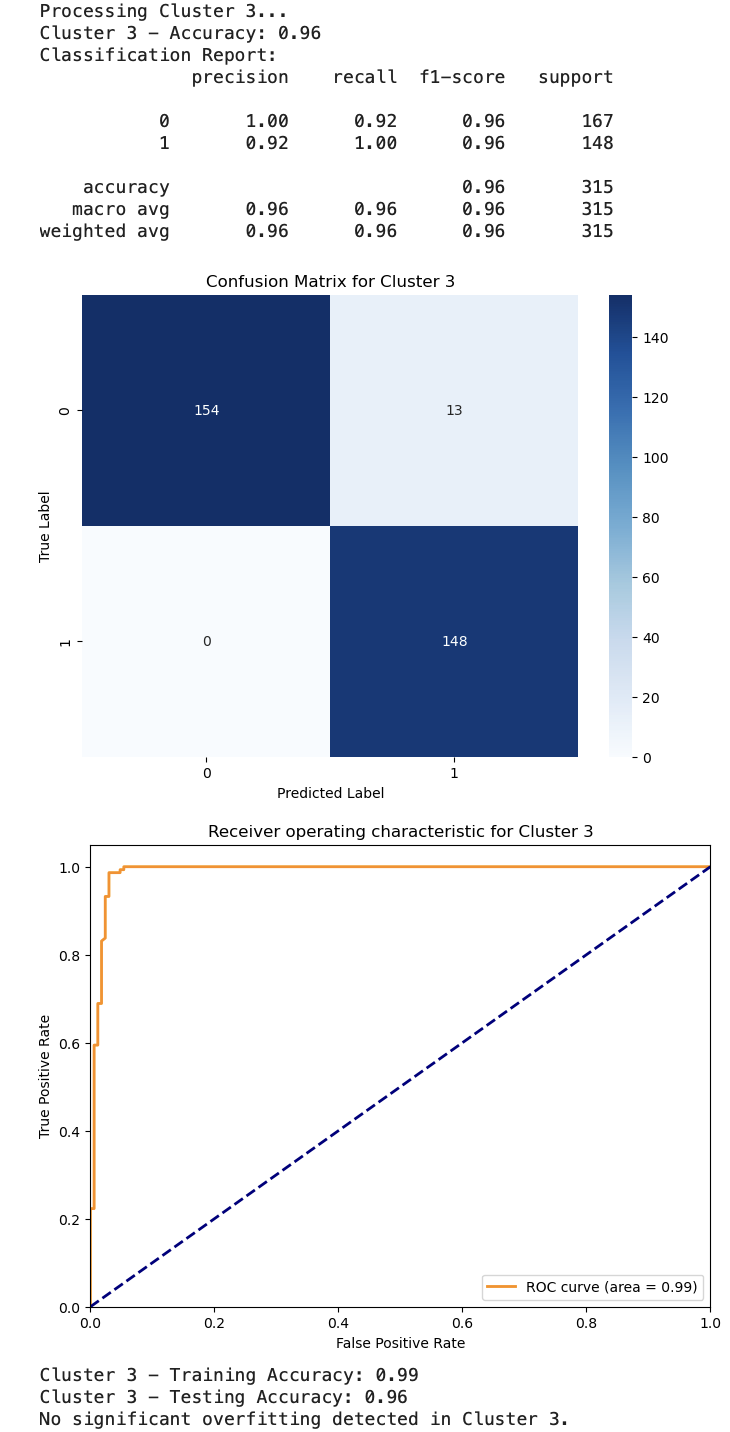 Processing Cluster 3...
Cluster 3 – Accuracy: 0.96
Classification Report:
precision recall f1–score support
0 1.00 0.92 0.96 167
1 0.92 1.00 0.96 148
accuracy 0.96 315
macro avg 0.96 0.96 0.96 315
weighted avg 0.96 0.96 0.96 315
Confusion Matrix for Cluster 3
140
120
100
80
60
40
20
0
True Label
0
1
154 13
0 148
0 1
Predicted Label
Receiver operating characteristic for Cluster 3
True Positive Rate
1.0
0.8
0.6
0.4
0.2
0.0
ROC curve (area = 0.99)
0.0 0.2 0.4 0.6 0.8 1.0
False Positive Rate
Cluster 3 – Training Accuracy: 0.99
Cluster 3 – Testing Accuracy: 0.96
No significant overfitting detected in Cluster 3.